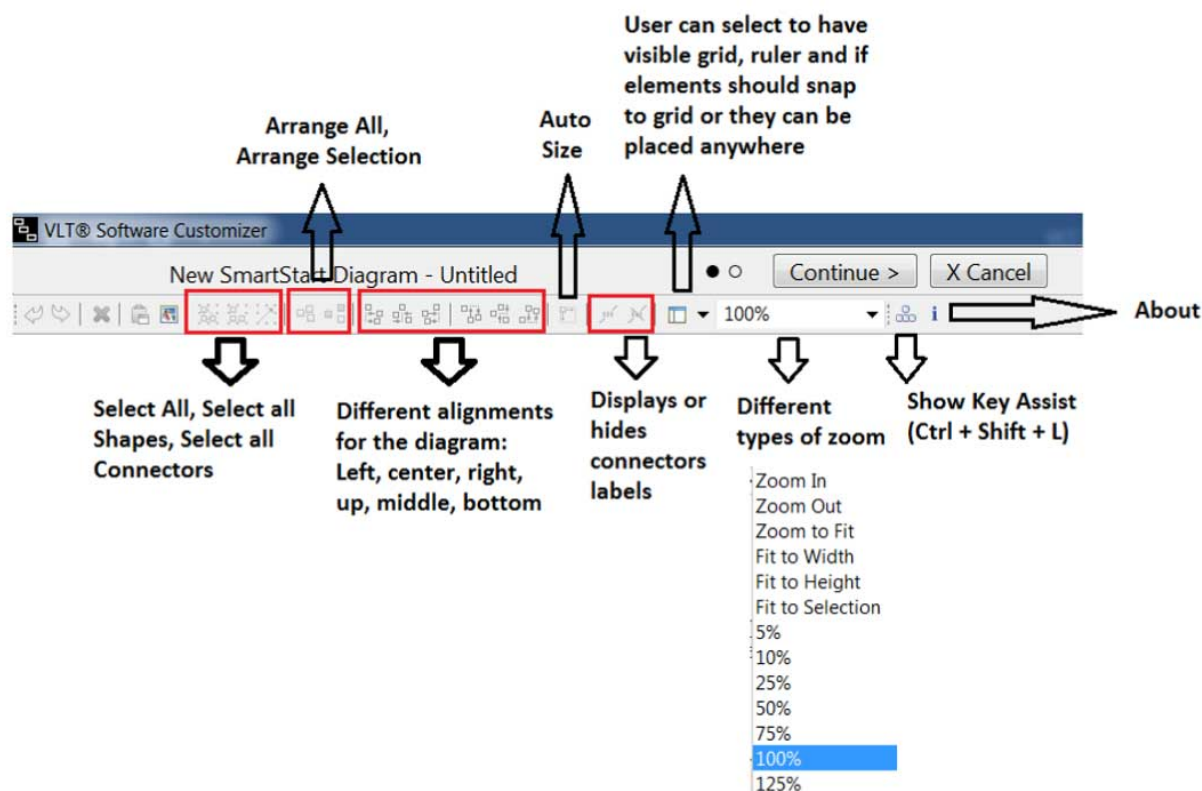 User can select to have
visible grid, ruler and if
elements should snap
to grid or they can be
placed anywhere
Arrange All,
Arrange Selection
Auto
Size
VLT® Software Customizer
New SmartStart Diagram - Untitled
Continue >
X Cancel
100%
i
About
Select All, Select all
Shapes, Select all
Connectors
Different alignments
for the diagram:
Left, center, right,
up, middle, bottom
Displays or
hides
connectors
labels
Different
types of zoom
Show Key Assist
(Ctrl + Shift + L)
Zoom In
Zoom Out
Zoom to Fit
Fit to Width
Fit to Height
Fit to Selection
5%
10%
25%
50%
75%
100%
125%